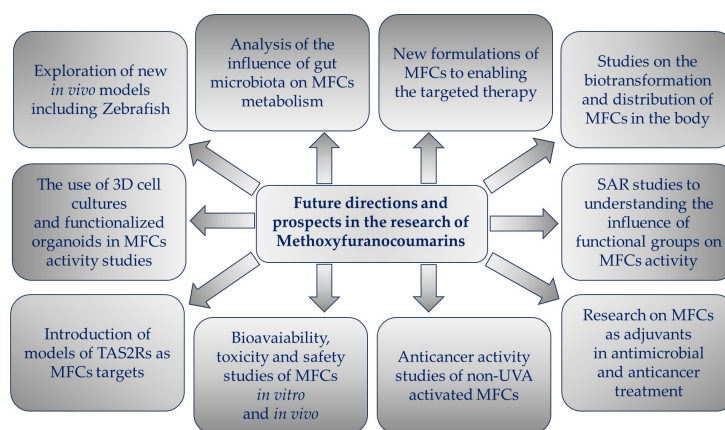 Exploration of new
in vivo models
including Zebrafish
Analysis of the
influence of gut
microbiota on MFCs
metabolism
New formulations of
MFCs to enabling
the targeted therapy
Studies on the
biotransformation
and distribution of
MFCs in the body
The use of 3D cell
cultures
and functionalized
organoids in MFCs
activity studies
Future directions and
prospects in the research of
Methoxyfuranocoumarins
SAR studies to
understanding the
influence of
functional groups on
MFCs activity
Introduction of
models of TAS2Rs as
MFCs targets
Bioavaiability,
toxicity and safety
studies of MFCs
in vitro
and in vivo
Anticancer activity
studies of non-UVA
activated MFCs
Research on MFCs
as adjuvants
in antimicrobial
and anticancer
treatment